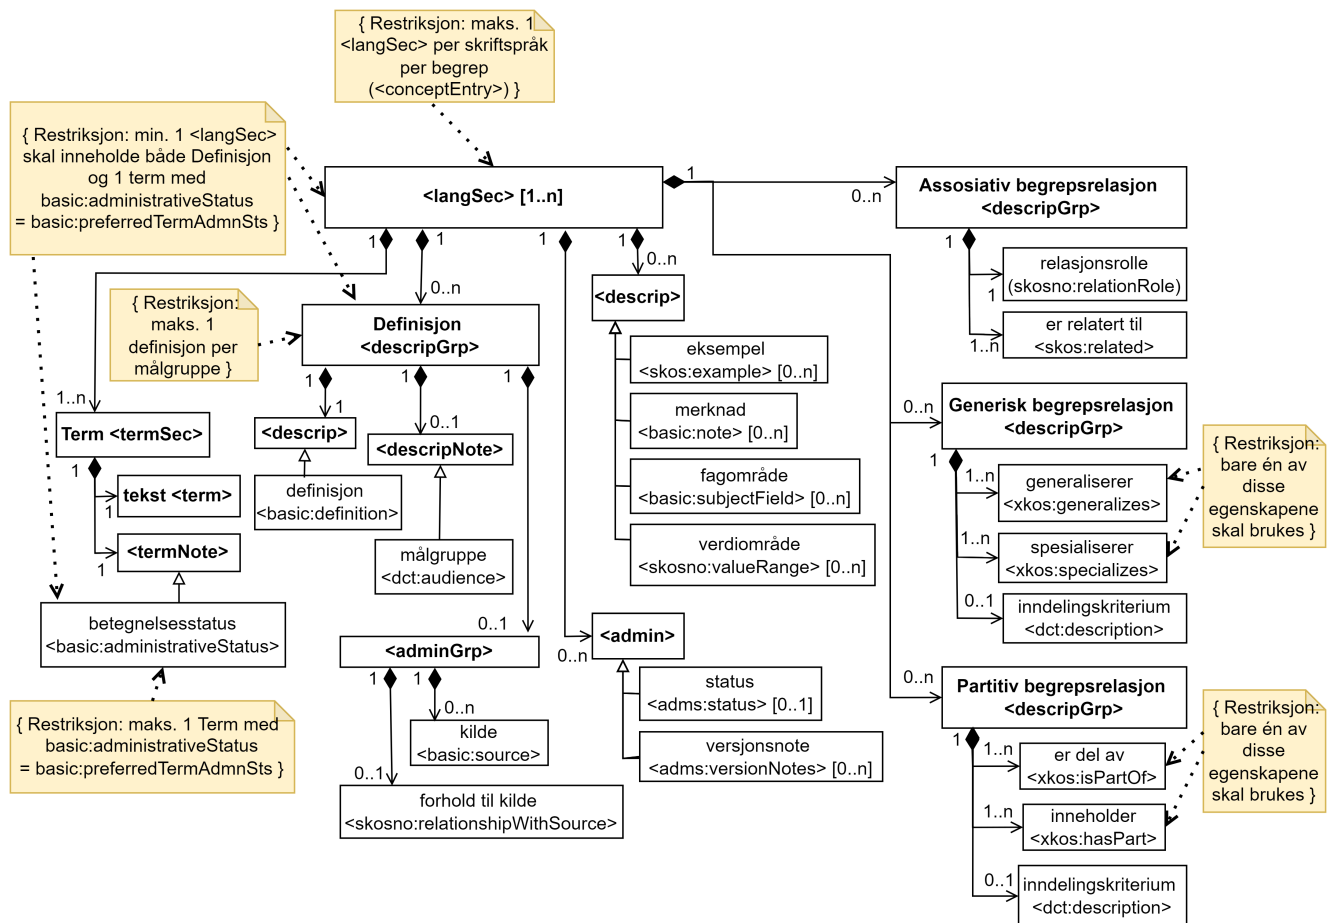 { Restriksjon: maks. 1
<langSec> per skriftspråk
per begrep
(<conceptEntry>) }
{ Restriksjon: min. 1 <langSec>
skal inneholde både Definisjon
og 1 term med
basic:administrativeStatus
= basic:preferredTermAdmnSts }
<langSec> [1..n]
1
0..n
Assosiativ begrepsrelasjon
<descripGrp>
1
1
1
1
1
0..n
0..n
1
relasjonsrolle
(skosno:relationRole)
1
er relatert til
<skos:related>
1..n
{ Restriksjon:
maks. 1
definisjon per
målgruppe }
Definisjon
<descripGrp>
1
1
1
1
0..1
<descrip>
eksempel
<skos:example> [0..n]
merknad
<basic:note> [0..n]
fagområde
<basic:subjectField> [0..n]
verdiområde
<skosno:valueRange> [0..n]
1..n
Term <termSec>
1
tekst <term>
1
<termNote>
1
betegnelsesstatus
<basic:administrativeStatus>
{ Restriksjon: maks. 1 Term med
basic:administrativeStatus
= basic:preferredTermAdmnSts }
<descrip>
definisjon
<basic:definition>
<descripNote>
målgruppe
<dct:audience>
0..1
<adminGrp>
1
1
0..n
kilde
<basic:source>
0..1
forhold til kilde
<skosno:relationshipWithSource>
0..n
<admin>
status
<adms:status> [0..1]
versjonsnote
<adms:versionNotes> [0..n]
0..n
Generisk begrepsrelasjon
<descripGrp>
1
1..n
generaliserer
<xkos:generalizes>
1..n
spesialiserer
<xkos:specializes>
0..1
inndelingskriterium
<dct:description>
{ Restriksjon:
bare én av
disse
egenskapene
skal brukes }
0..n
Partitiv begrepsrelasjon
<descripGrp>
1
1..n
er del av
<xkos:isPartOf>
1..n
inneholder
<xkos:hasPart>
0..1
inndelingskriterium
<dct:description>
{ Restriksjon:
bare én av
disse
egenskapene
skal brukes }